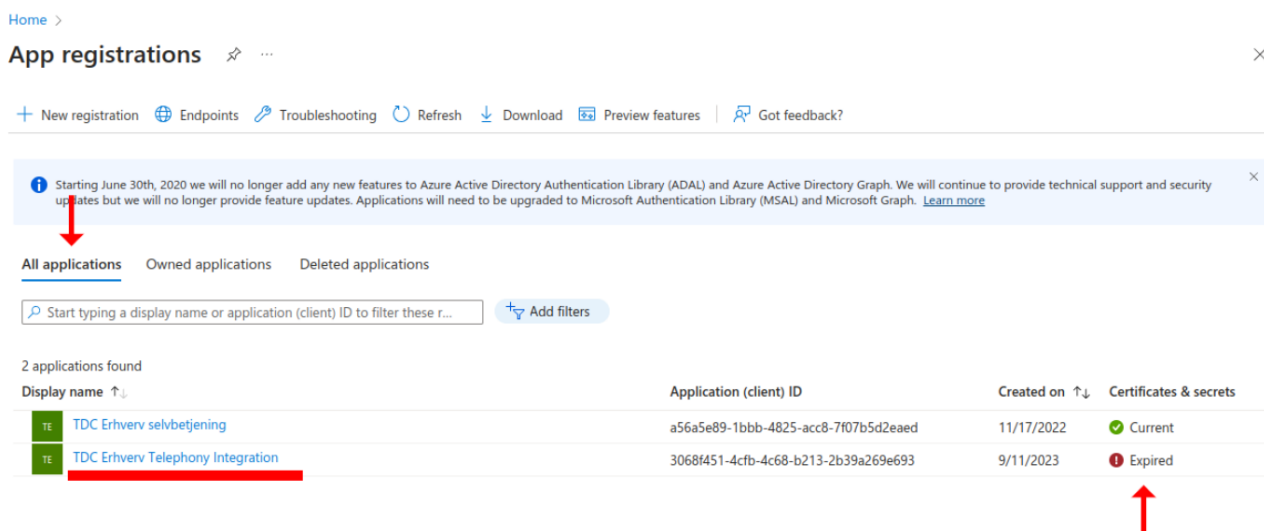 Home >
App registrations ...
New registration Endpoints Troubleshooting Refresh Download Preview features Got feedback?
Starting June 30th, 2020 we will no longer add any new features to Azure Active Directory Authentication Library (ADAL) and Azure Active Directory Graph. We will continue to provide technical support and security
updates but we will no longer provide feature updates. Applications will need to be upgraded to Microsoft Authentication Library (MSAL) and Microsoft Graph. Learn more
All applications Owned applications Deleted applications
Start typing a display name or application (client) ID to filter these r... Add filters
2 applications found
Display name Application (client) ID Created on Certificates & secrets
TE TDC Erhverv selvbetjening a56a5e89-1bbb-4825-acc8-7f07b5d2eaed 11/17/2022 Current
TE TDC Erhverv Telephony Integration 3068f451-4cfb-4c68-b213-2b39a269e693 9/11/2023 Expired